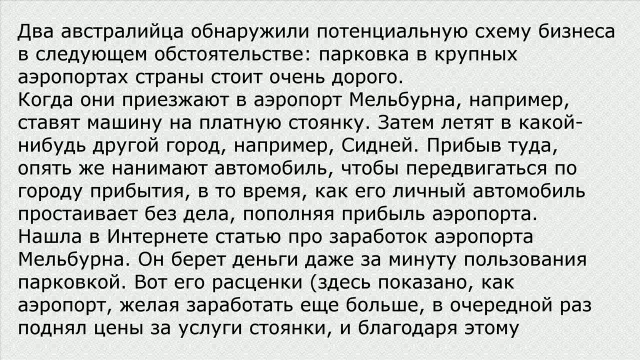 Два австралийца обнаружили потенциальную схему бизнеса
в следующем обстоятельстве: парковка в крупных
аэропортах страны стоит очень дорого.
Когда они приезжают в аэропорт Мельбурна, например,
ставят машину на платную стоянку. Затем летят в какой-
нибудь другой город, например, Сидней. Прибыв туда,
опять же нанимают автомобиль, чтобы передвигаться по
городу прибытия, в то время, как его личный автомобиль
простаивает без дела, пополняя прибыль аэропорта.
Нашла в Интернете статью про заработок аэропорта
Мельбурна. Он берет деньги даже за минуту пользования
парковкой. Вот его расценки (здесь показано, как
аэропорт, желая заработать еще больше, в очередной раз
поднял цены за услуги стоянки, и благодаря этому